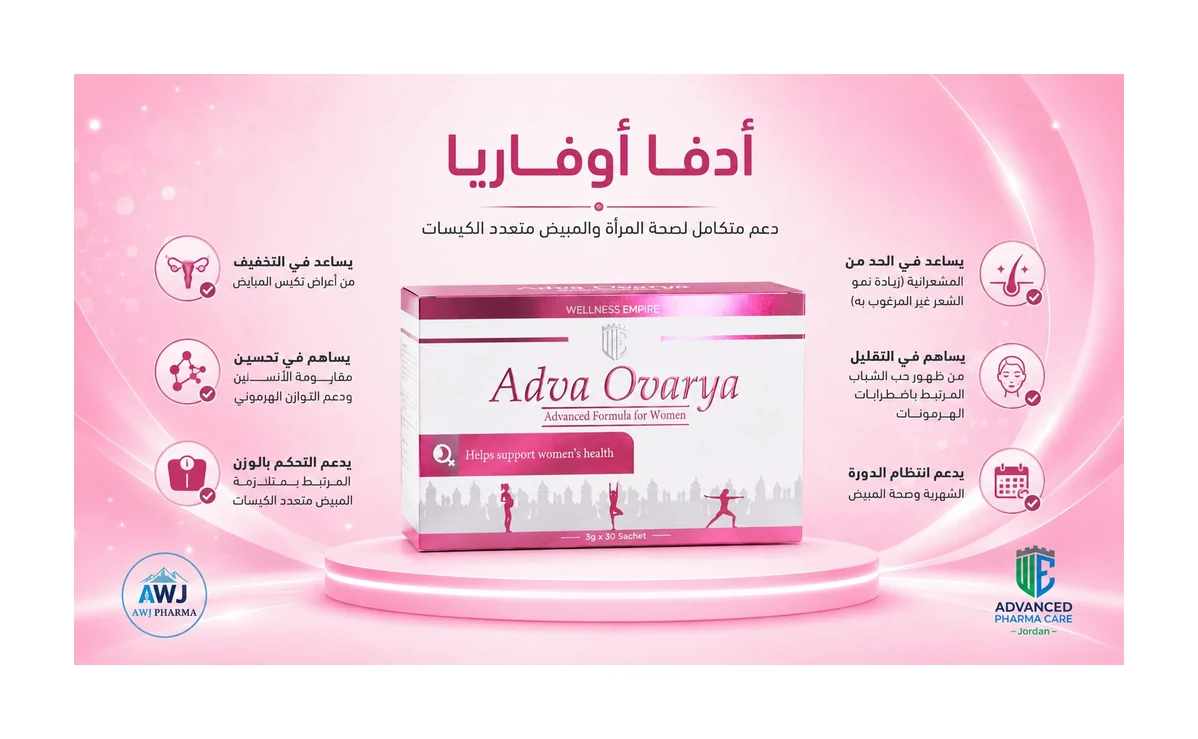 أدفا أوفاريا
دعم متكامل لصحة المرأة والمبيض متعدد الكيسات
يساعد في الحد من
المشعرانية (زيادة نمو
الشعر غير المرغوب به)
يساهم في التقليل
من ظهور حب الشباب
المرتبط باضطرابات
الهرمونات
يدعم انتظام الدورة
الشهرية وصحة المبيض
يساعد في التخفيف
من أعراض تكيس المبايض
يساهم في تحسين
مقاومة الأنسولين
ودعم التوازن الهرموني
يدعم التحكم بالوزن
المرتبط بمتلازمة
المبيض متعدد الكيسات
Adva Ovarya
WELLNESS EMPIRE
WE
Adva Ovarya
Advanced Formula for Women
Helps support women's health
3g x 30 Sachet
AWJ
AWJ PHARMA
WE
ADVANCED
PHARMA CARE
– Jordan –